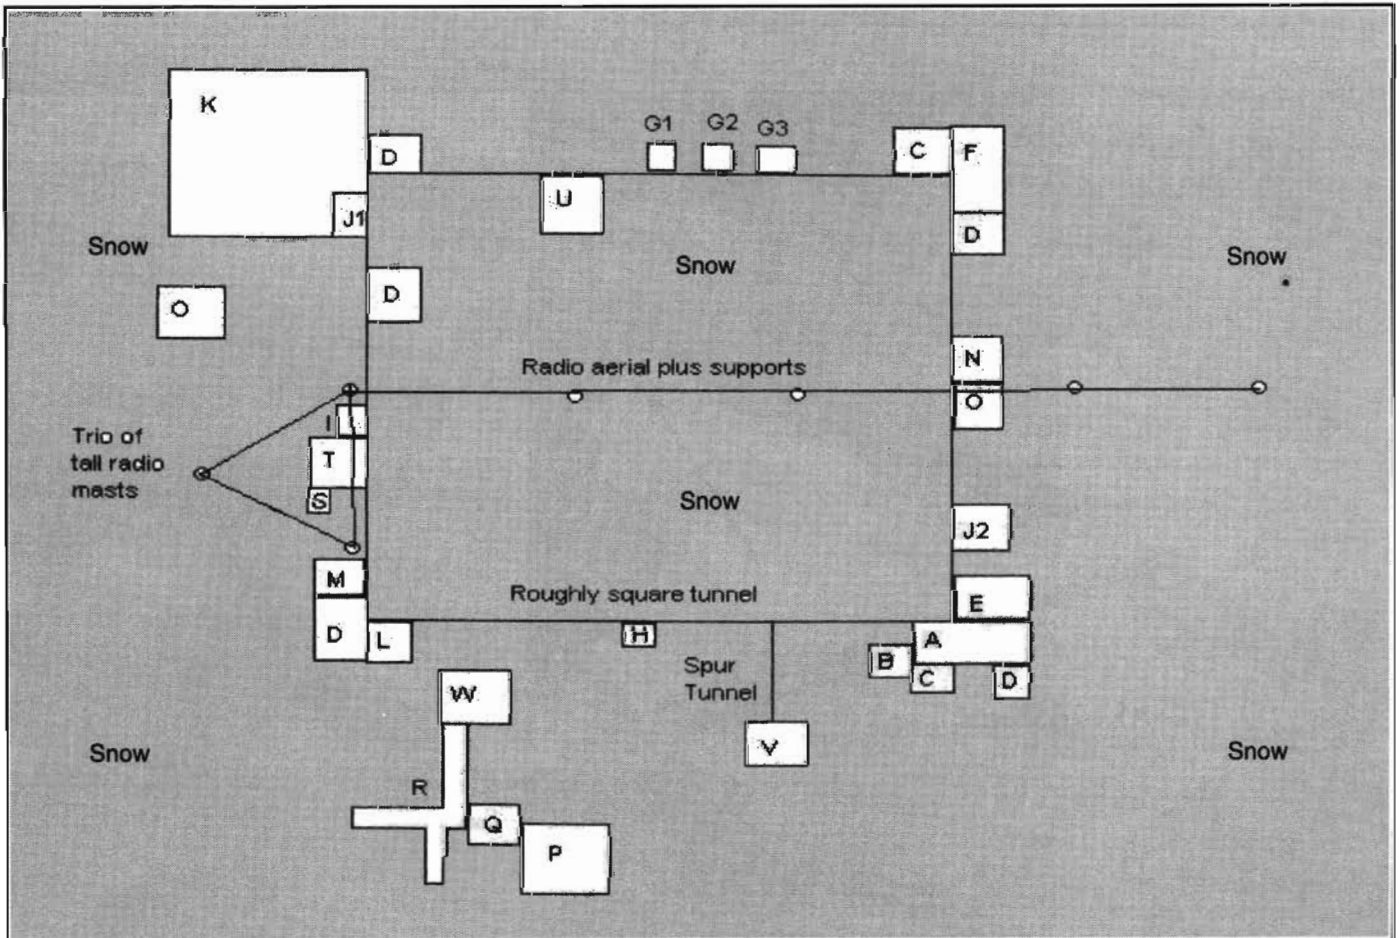 K
G1 G2 G3
D
C
F
J1
U
D
Snow
Snow
Snow
D
O
N
Radio aerial plus supports
O
I
Trio of
tall radio
masts
T
S
Snow
J2
M
Roughly square tunnel
E
D
L
H
A
B
C
D
Spur
Tunnel
W
V
Snow
Snow
R
Q
P